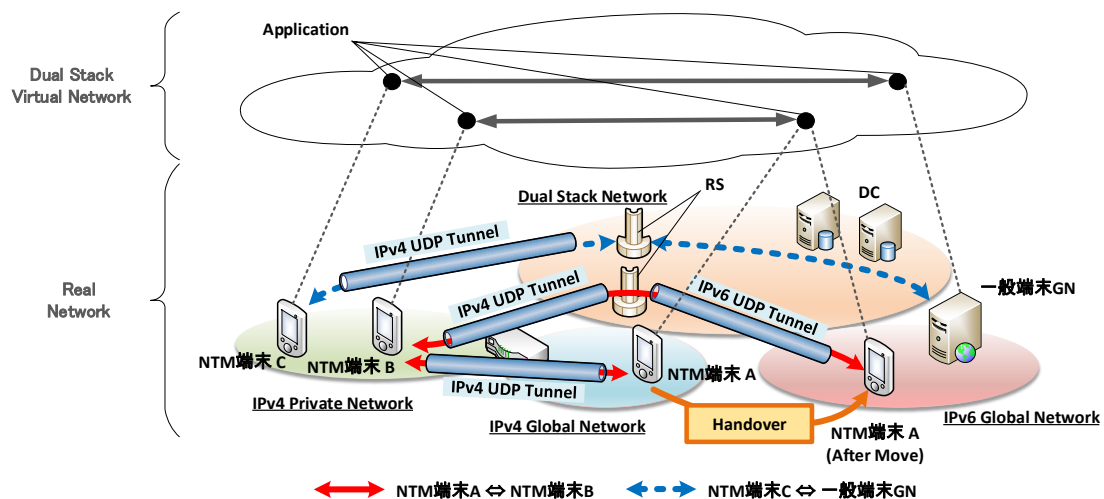 Application
Dual Stack
Virtual Network
RS
DC
Dual Stack Network
IPv4 UDP Tunnel
IPv4 UDP Tunnel
IPv6 UDP Tunnel
一般端末GN
Real
Network
NTM端末 C
NTM端末 B
IPv4 UDP Tunnel
NTM端末 A
IPv4 Private Network
IPv4 Global Network
Handover
IPv6 Global Network
NTM端末 A
(After Move)
NTM端末A ⇔ NTM端末B
NTM端末C ⇔ 一般端末GN